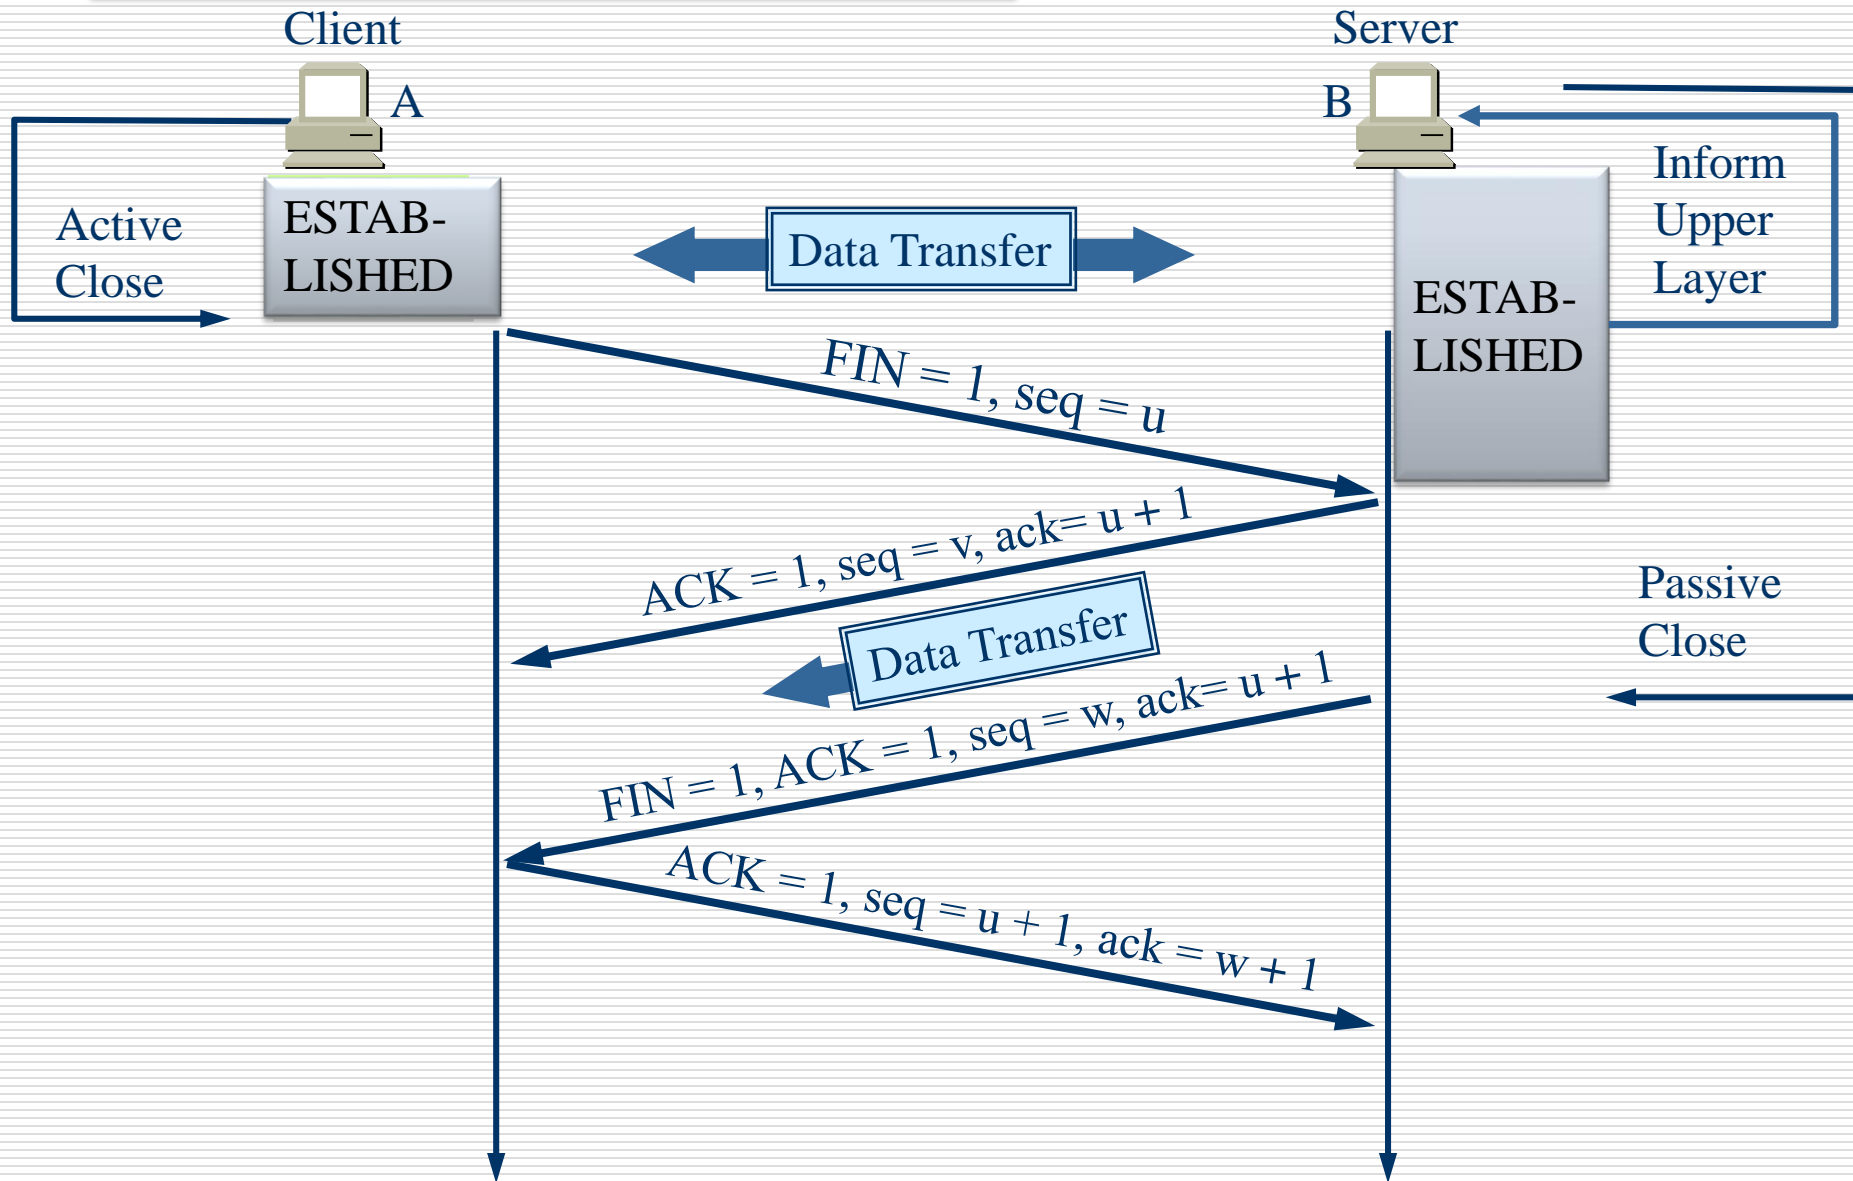 Client
Server
A
B
Inform
Upper
Layer
Active
Close
ESTAB-
LISHED
Data Transfer
ESTAB-
LISHED
FIN = 1, seq = u
ACK = 1, seq = v, ack= u + 1
Data Transfer
Passive
Close
FIN = 1, ACK = 1, seq = w, ack= u + 1
ACK = 1, seq = u + 1, ack = w + 1